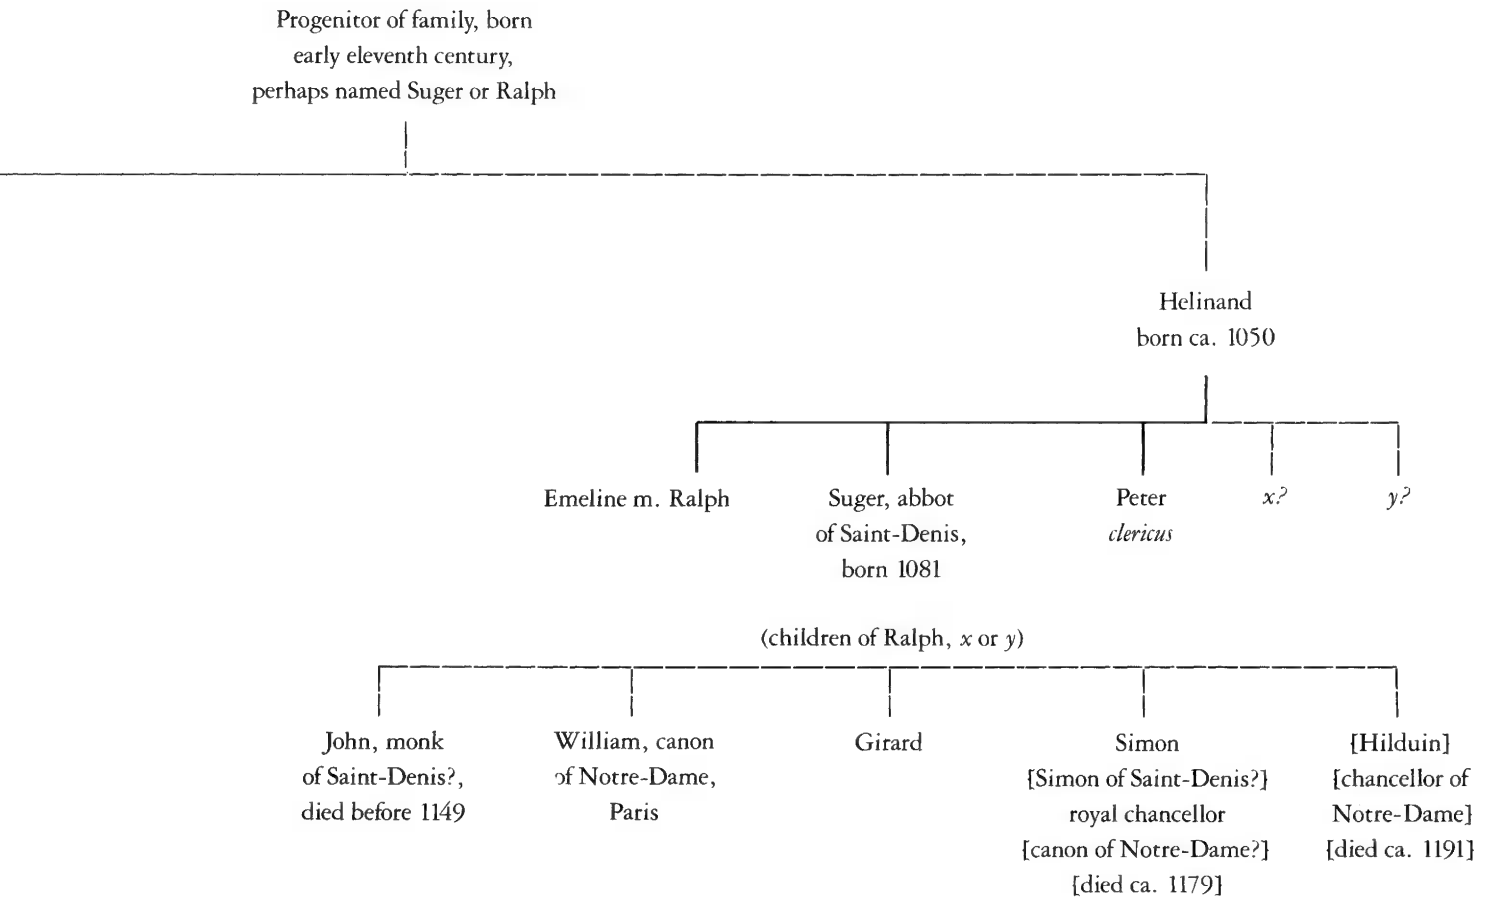 Progenitor of family, born
early eleventh century,
perhaps named Suger or Ralph
Helinand
born ca. 1050
Emeline m. Ralph
Suger, abbot
of Saint-Denis,
born 1081
Peter
clericus
x?
y?
(children of Ralph, x or y)
John, monk
of Saint-Denis?,
died before 1149
William, canon
of Notre-Dame,
Paris
Girard
Simon
[Simon of Saint-Denis?]
royal chancellor
[canon of Notre-Dame?]
[died ca. 1179]
[Hilduin]
[chancellor of
Notre-Dame]
[died ca. 1191]